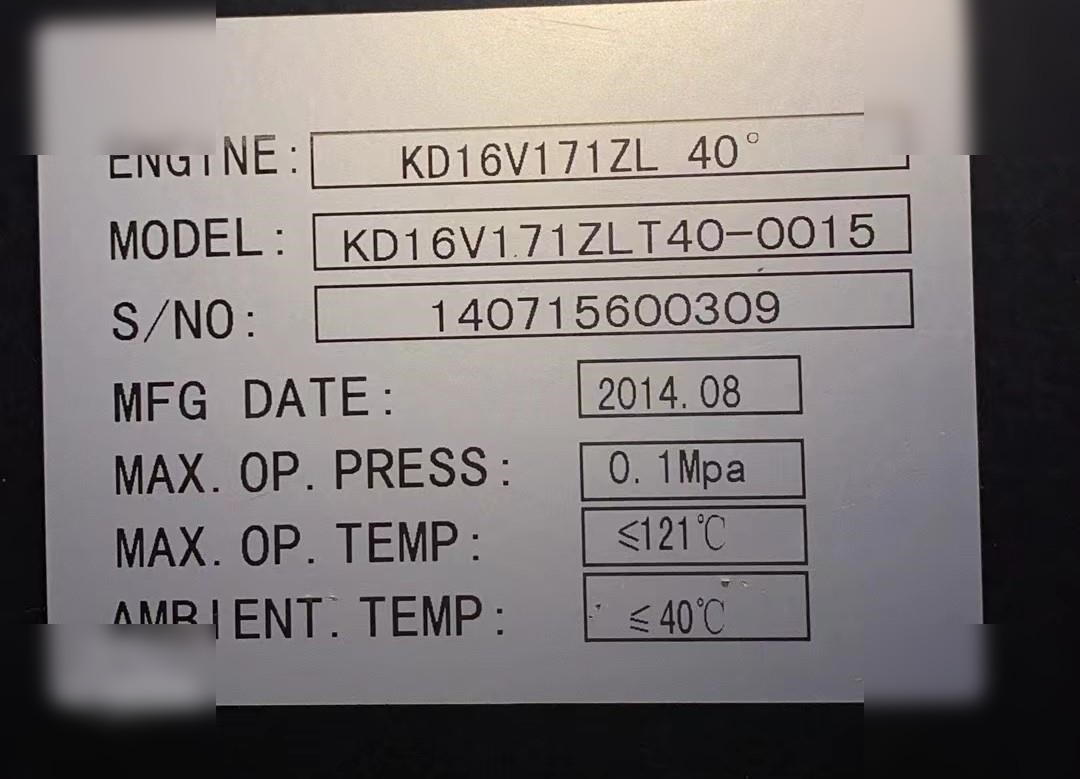 ENGINE: KD16V171ZL 40°
MODEL: KD16V171ZLT40-0015
S/NO: 140715600309
MFG DATE: 2014.08
MAX. OP. PRESS: 0.1Mpa
MAX. OP. TEMP: ≤121℃
AMBIENT. TEMP: ≤40℃